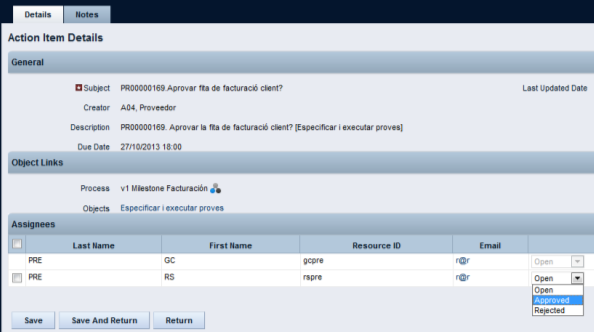 Details Notes
Action Item Details
General
Subject PR00000169.Aprovar fita de facturació client? Last Updated Date
Creator A04, Proveedor
Description PR00000169. Aprovar la fita de facturació client? [Especificar i executar proves]
Due Date 27/10/2013 18:00
Object Links
Process v1 Milestone Facturación
Objects Especificar i executar proves
Assignees
Last Name First Name Resource ID Email
PRE GC gcpre r@r Open
PRE RS rspre r@r Open
Open
Approved
Rejected
Save Save And Return Return